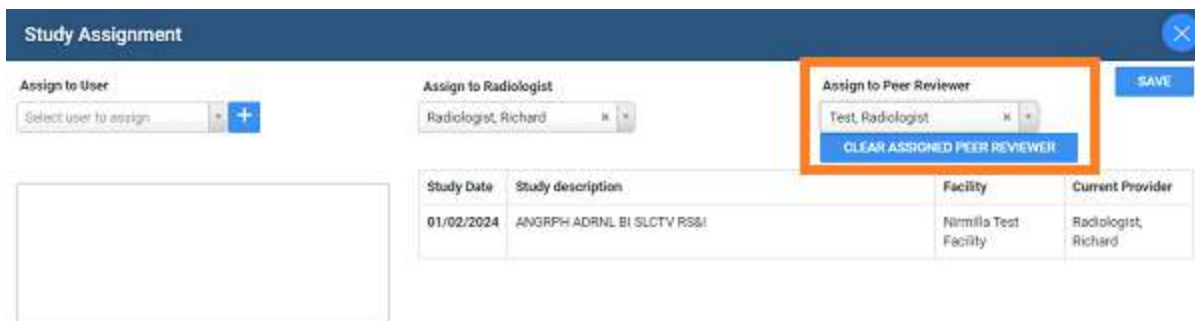 Study Assignment
Assign to User
Select user to assign
Assign to Radiologist
Radiologist, Richard
Assign to Peer Reviewer
Test, Radiologist
CLEAR ASSIGNED PEER REVIEWER
SAVE
Study Date Study description Facility Current Provider
01/02/2024 ANGRPH ADRNL BI SLCTV RS&I Nirmilla Test Radiologist,
Facility Richard